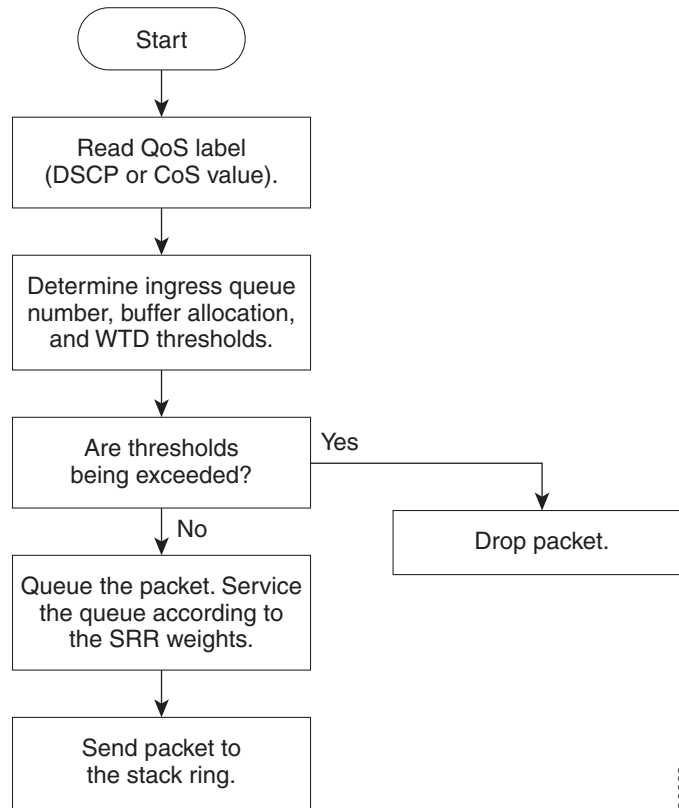 Start
Read QoS label
(DSCP or CoS value).
Determine ingress queue
number, buffer allocation,
and WTD thresholds.
Are thresholds
being exceeded?
Yes
No
Drop packet.
Queue the packet. Service
the queue according to
the SRR weights.
Send packet to
the stack ring.